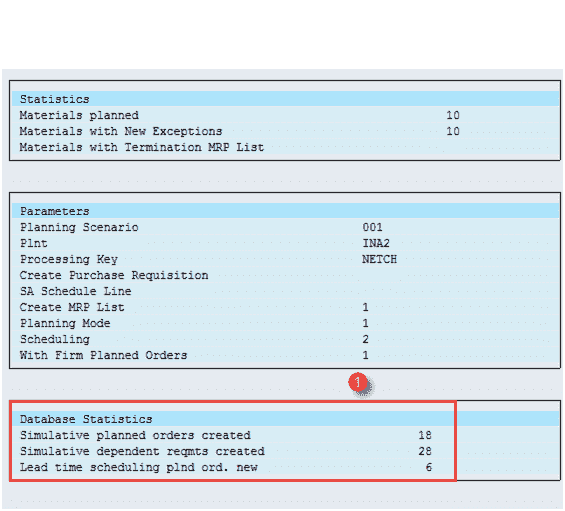 Statistics
Materials planned 10
Materials with New Exceptions 10
Materials with Termination MRP List
Parameters
Planning Scenario 001
Plnt INA2
Processing Key NETCH
Create Purchase Requisition
SA Schedule Line
Create MRP List 1
Planning Mode 1
Scheduling 2
With Firm Planned Orders 1
1
Database Statistics
Simulative planned orders created 18
Simulative dependent reqmts created 28
Lead time scheduling plnd ord. new 6